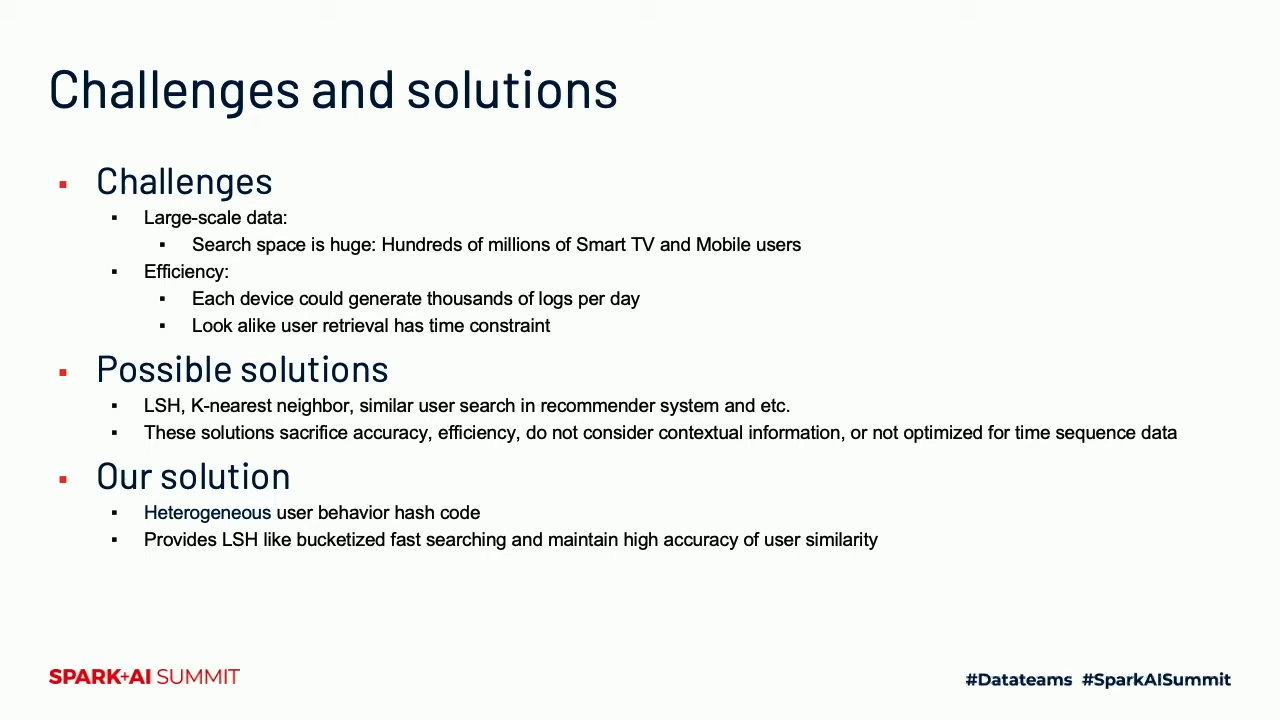 Challenges and solutions
Challenges
Large-scale data:
Search space is huge: Hundreds of millions of Smart TV and Mobile users
Efficiency:
Each device could generate thousands of logs per day
Look alike user retrieval has time constraint
Possible solutions
LSH, K-nearest neighbor, similar user search in recommender system and etc.
These solutions sacrifice accuracy, efficiency, do not consider contextual information, or not optimized for time sequence data
Our solution
Heterogeneous user behavior hash code
Provides LSH like bucketized fast searching and maintain high accuracy of user similarity
SPARK+AI SUMMIT
#Datateams #SparkAISummit